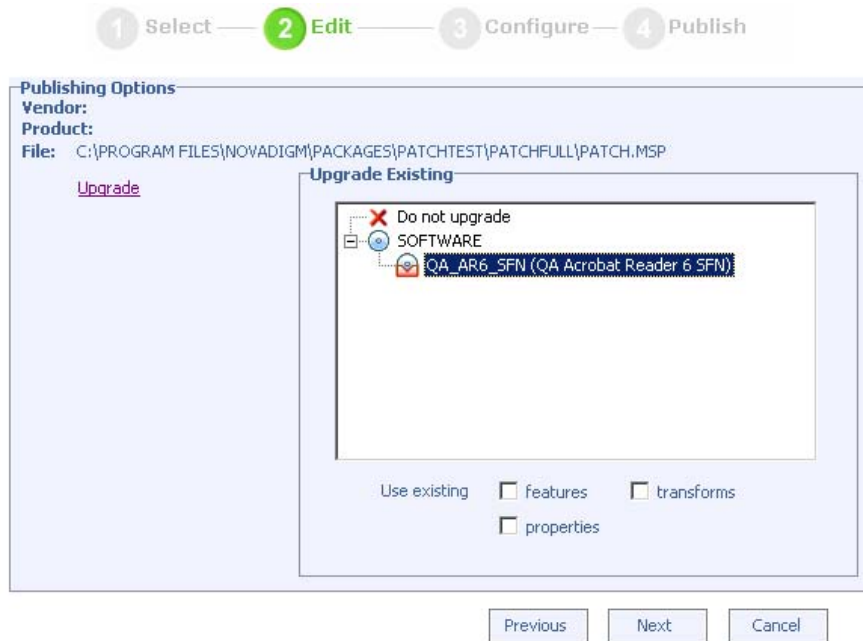 1 Select 2 Edit 3 Configure 4 Publish
Publishing Options
Vendor:
Product:
File: C:\PROGRAM FILES\NOVADIGM\PACKAGES\PATCHTEST\PATCHFULL\PATCH.MSP
Upgrade
Upgrade Existing
Do not upgrade
SOFTWARE
QA_AR6_SFN (QA Acrobat Reader 6 SFN)
Use existing features transforms
properties
Previous Next Cancel